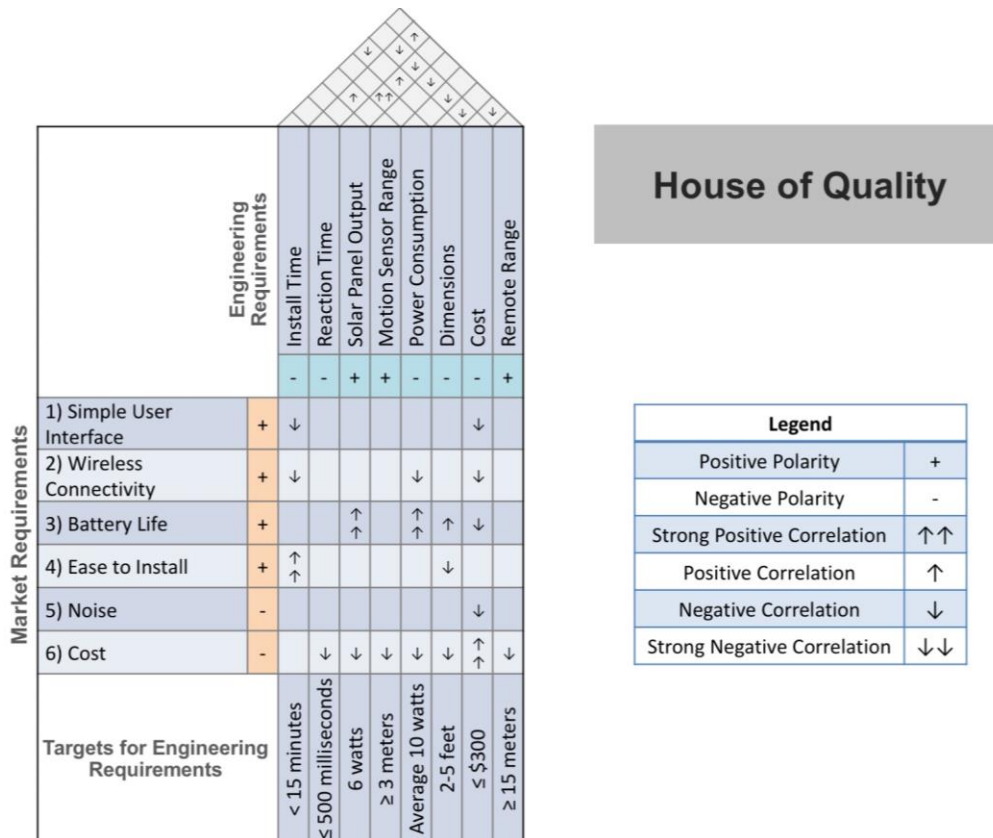 House of Quality
Engineering
Requirements
Install Time
Reaction Time
Solar Panel Output
Motion Sensor Range
Power Consumption
Dimensions
Cost
Remote Range
- - + + - - - +
Market Requirements
1) Simple User
Interface
+ ↓ ↓
2) Wireless
Connectivity
+ ↓ ↓ ↓
3) Battery Life + ↑↑ ↑↑ ↑ ↓
4) Ease to Install + ↑↑ ↓
5) Noise - ↓
6) Cost - ↓ ↓ ↓ ↓ ↓ ↑↑ ↓
Targets for Engineering
Requirements
< 15 minutes
≤ 500 milliseconds
6 watts
≥ 3 meters
Average 10 watts
2-5 feet
≤ $300
≥ 15 meters
Legend
Positive Polarity +
Negative Polarity -
Strong Positive Correlation ↑↑
Positive Correlation ↑
Negative Correlation ↓
Strong Negative Correlation ↓↓